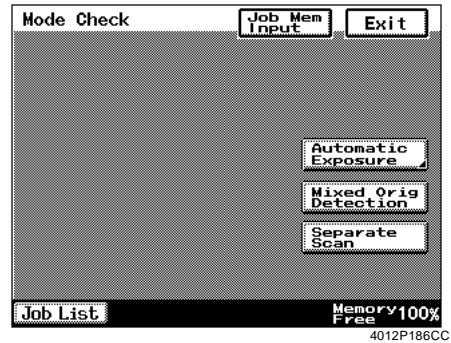 Mode Check
Job Mem
Input
Exit
Automatic
Exposure
Mixed Orig
Detection
Separate
Scan
Job List
Memory
Free
100%
4012P186CC